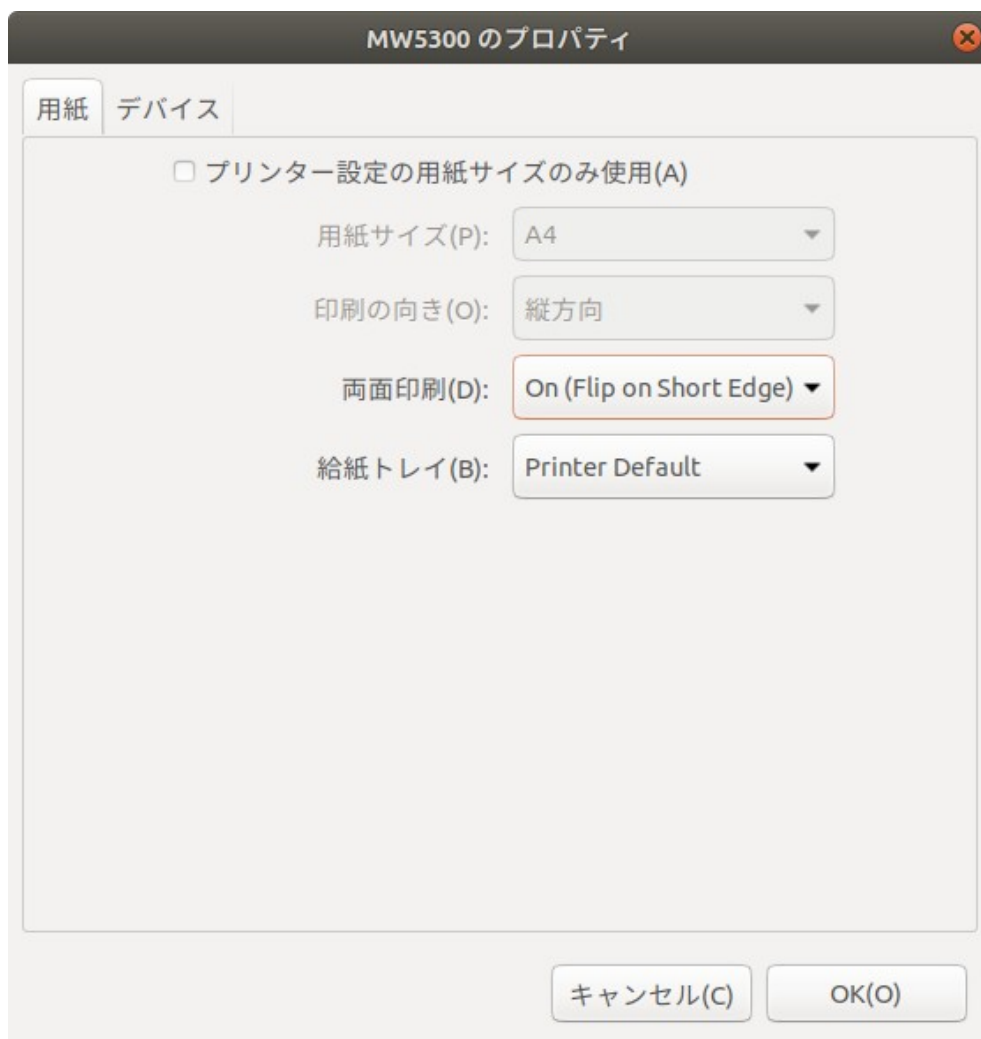 MW5300 のプロパティ
用紙 デバイス
プリンター設定の用紙サイズのみ使用(A)
用紙サイズ(P): A4
印刷の向き(O): 縦方向
両面印刷(D): On (Flip on Short Edge)
給紙トレイ(B): Printer Default
キャンセル(C) OK(O)